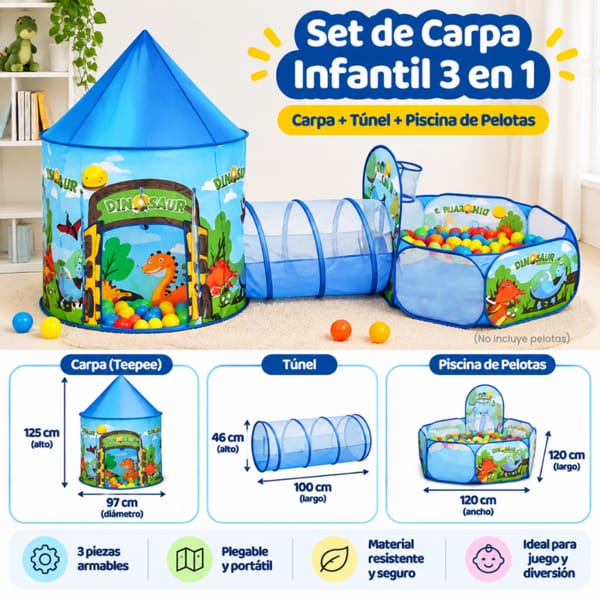 Set de Carpa
Infantil 3 en 1
Carpa + Túnel + Piscina de Pelotas
DINOSAUR
DINOSAUR
(No incluye pelotas)
Carpa (Teepee)
125 cm
(alto)
97 cm
(diámetro)
Túnel
46 cm
(alto)
100 cm
(largo)
Piscina de Pelotas
120 cm
(largo)
120 cm
(ancho)
3 piezas
armables
Plegable
y portátil
Material
resistente
y seguro
Ideal para
juego y
diversión